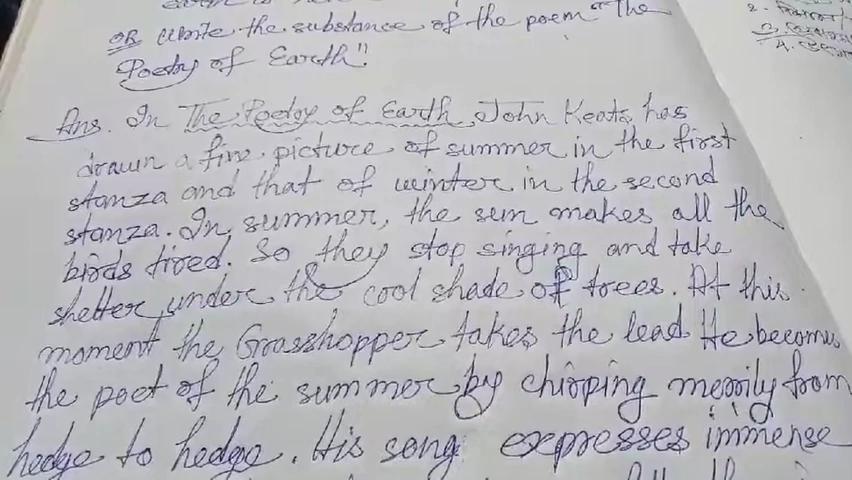 OR Write the substance of the poem "The
Poetry of Earth".
Ans. In The Poetry of Earth John Keats has
drawn a fine picture of summer in the first
stanza and that of winter in the second
stanza. In summer, the sun makes all the
birds tired. So they stop singing and take
shelter under the cool shade of trees. At this
moment the Grasshopper takes the lead He becomes
the poet of the summer by chirping merrily from
hedge to hedge. His song expresses immense